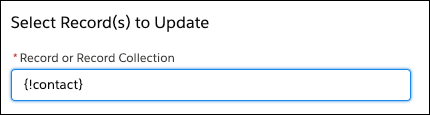 Select Record(s) to Update
* Record or Record Collection
{!contact}